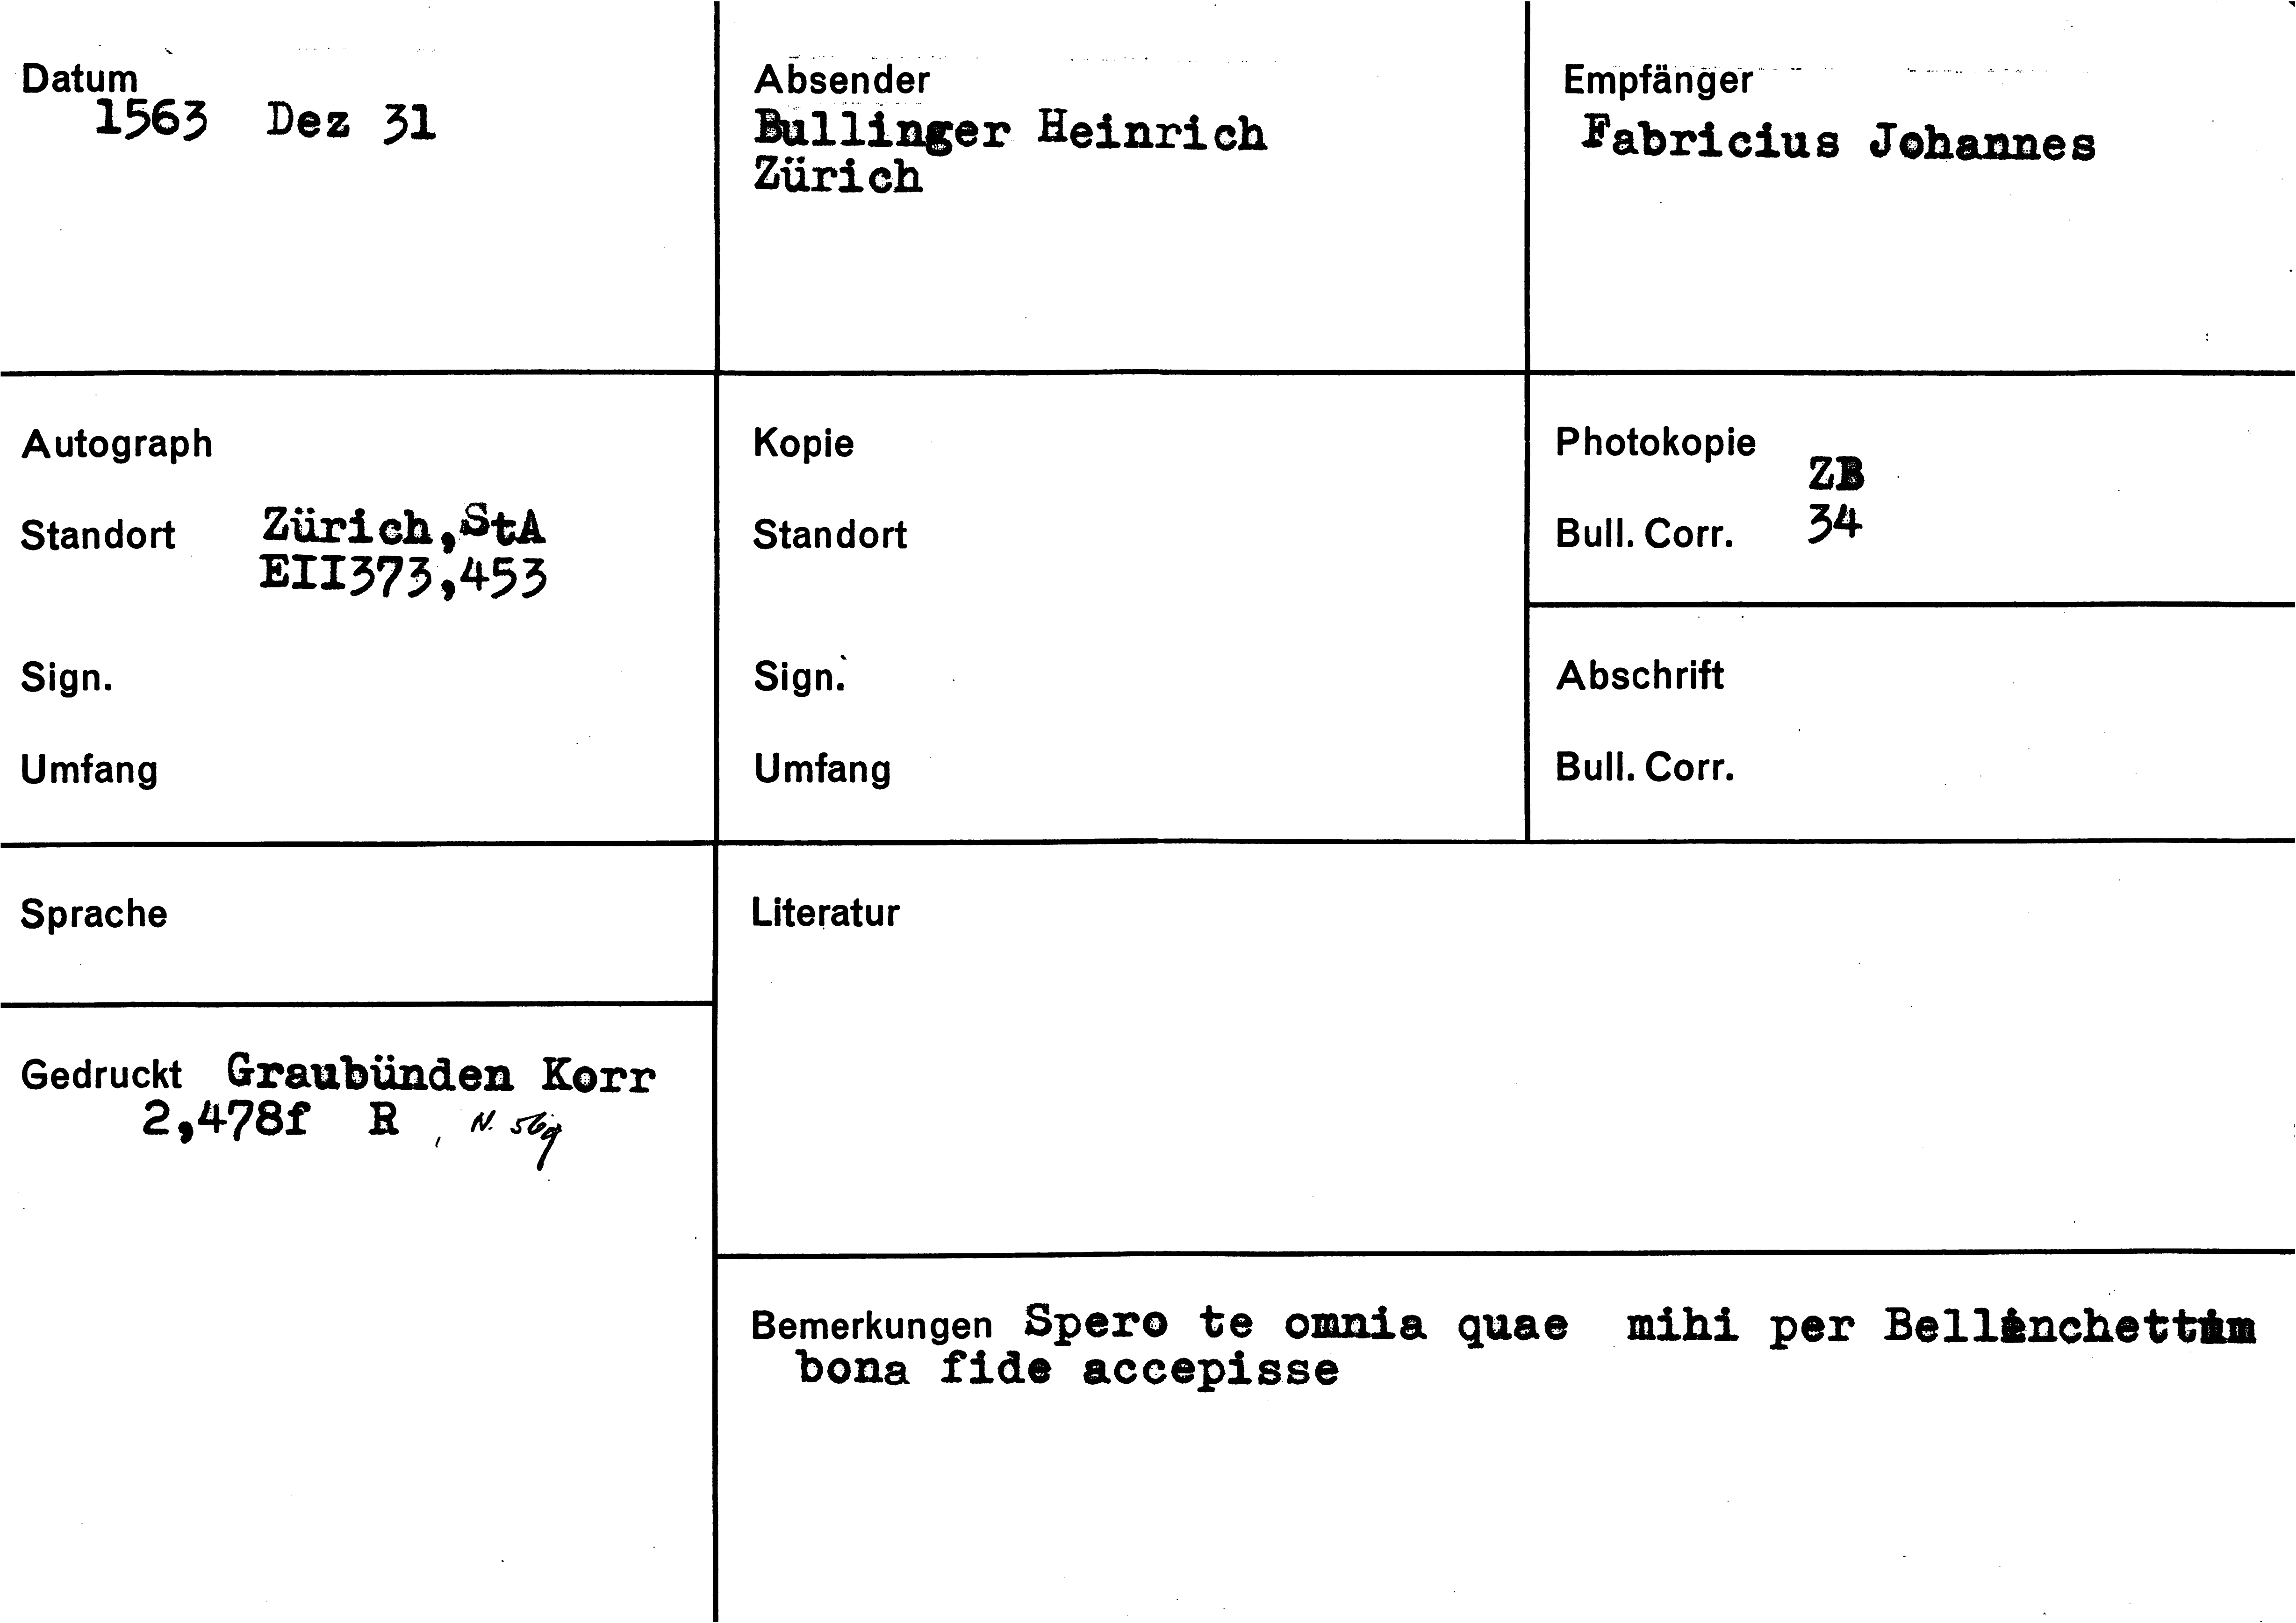 Datum
1563 Dez 31
Absender
Bullinger Heinrich
Zürich
Empfänger
Fabricius Johannes
Autograph
Standort Zürich,StA
EII373,453
Sign.
Umfang
Kopie
Standort
Sign.
Umfang
Photokopie ZB
Bull. Corr. 34
Abschrift
Bull. Corr.
Sprache
Gedruckt Graubünden Korr
2,478f R , N. 569
Literatur
Bemerkungen Spero te omnia quae mihi per
bona fide accepisse